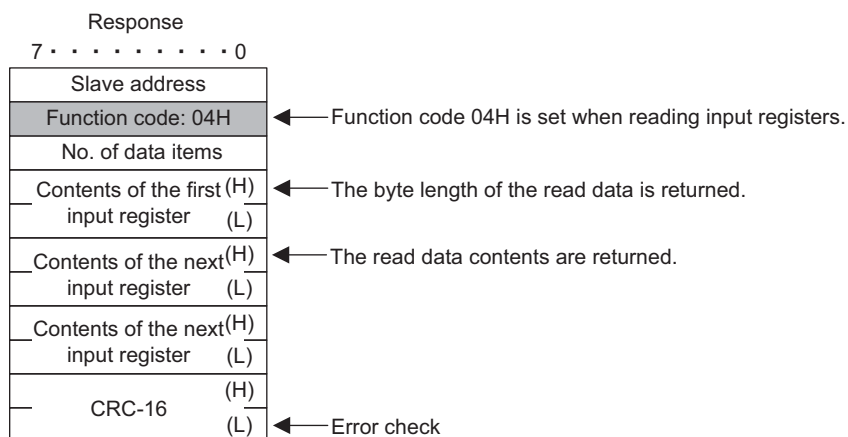 Response
7 · · · · · · · · · 0
Slave address
Function code: 04H
Function code 04H is set when reading input registers.
No. of data items
Contents of the first (H)
The byte length of the read data is returned.
input register (L)
Contents of the next (H)
The read data contents are returned.
input register (L)
Contents of the next (H)
input register (L)
(H)
CRC-16
(L)
Error check